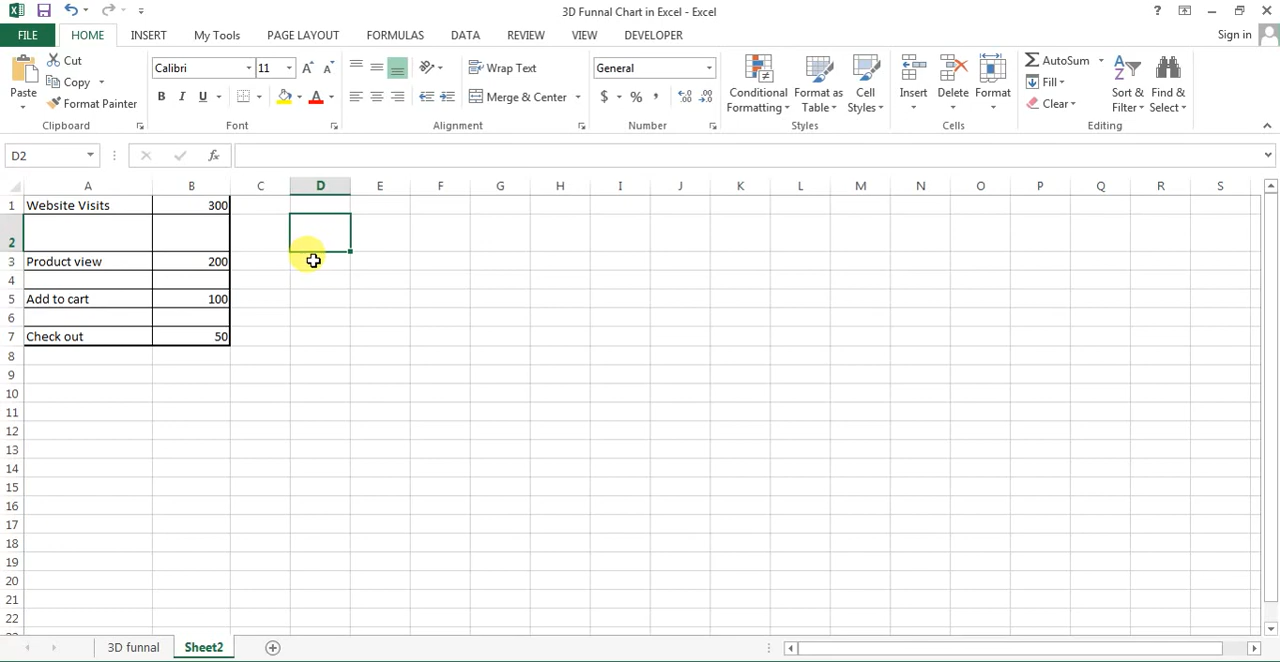 3D Funnal Chart in Excel - Excel
FILE HOME INSERT My Tools PAGE LAYOUT FORMULAS DATA REVIEW VIEW DEVELOPER Sign in
Paste
Cut
Copy
Format Painter
Clipboard
Calibri 11
B I U
Font
Wrap Text
Merge & Center
Alignment
General
$ % ,
Number
Conditional Formatting
Format as Table
Cell Styles
Styles
Insert Delete Format
Cells
AutoSum
Fill
Clear
Sort & Filter
Find & Select
Editing
D2
fx
A B C D E F G H I J K L M N O P Q R S
1 Website Visits 300
2
3 Product view 200
4
5 Add to cart 100
6
7 Check out 50
8
9
10
11
12
13
14
15
16
17
18
19
20
21
22
3D funnal Sheet2